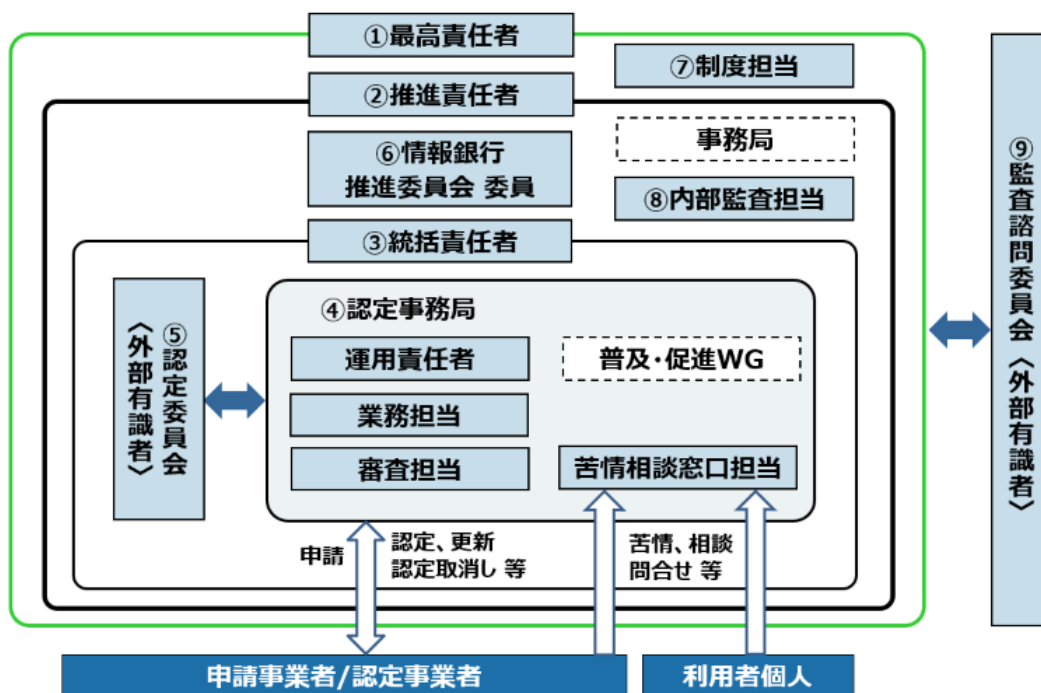 ①最高責任者
⑦制度担当
②推進責任者
事務局
⑥情報銀行
推進委員会 委員
⑧内部監査担当
③統括責任者
⑤認定委員会
〈外部有識者〉
④認定事務局
運用責任者
普及・促進WG
業務担当
審査担当
苦情相談窓口担当
申請
認定、更新
認定取消し 等
苦情、相談
問合せ 等
申請事業者/認定事業者
利用者個人
⑨監査諮問委員会〈外部有識者〉